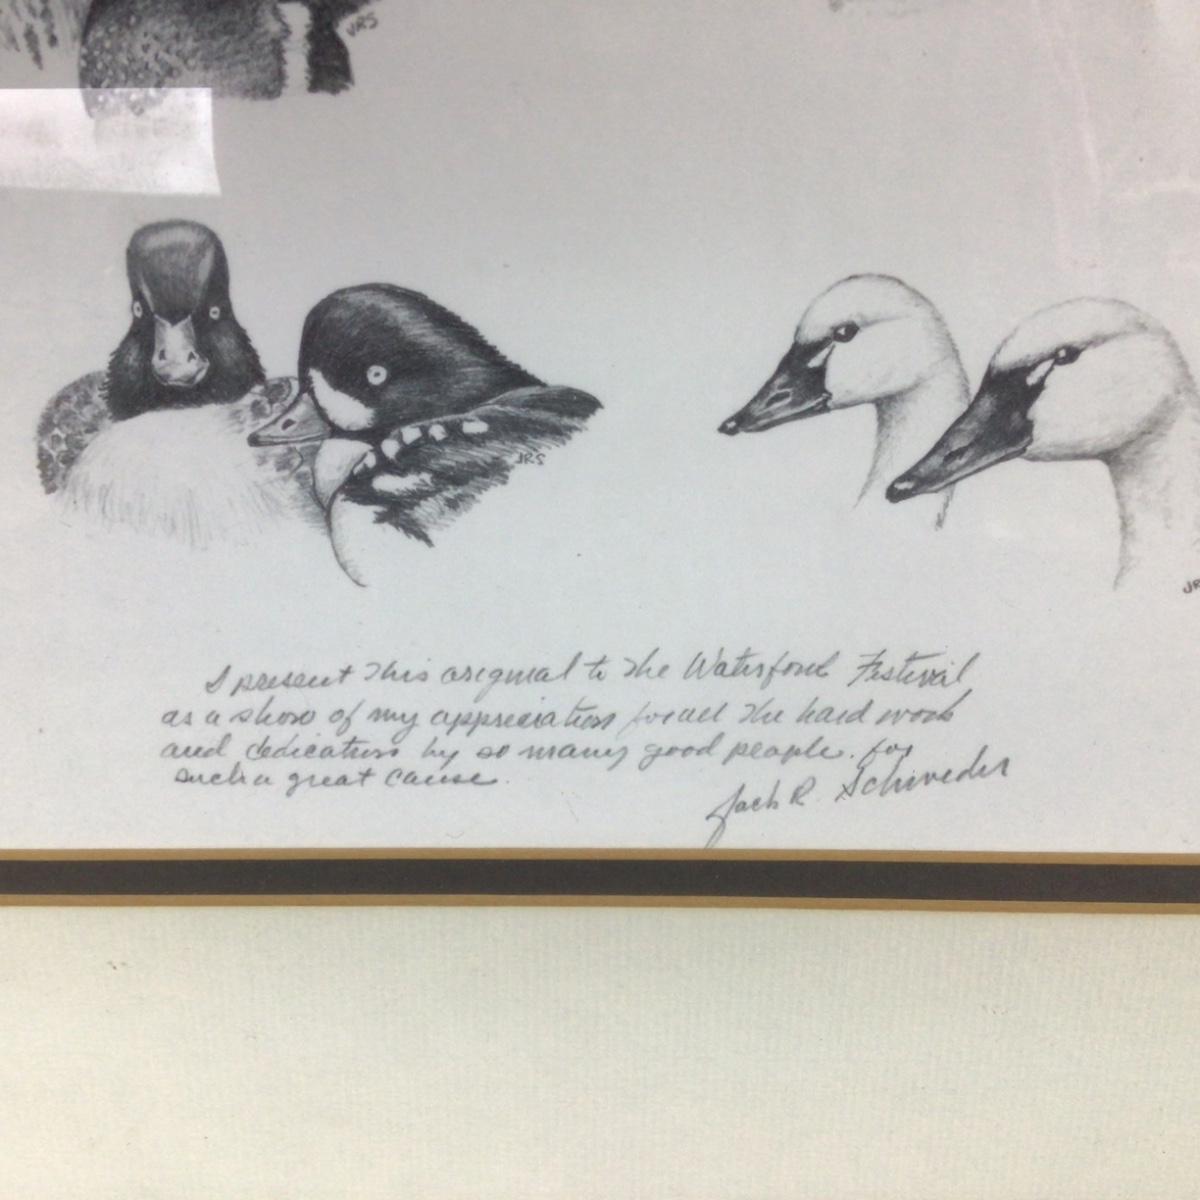 JRS
JRS
JR
I present this original to the Waterfowl Festival
as a show of my appreciation for all the hard work
and dedication by so many good people. for
such a great cause.
Jack R. Schroeder